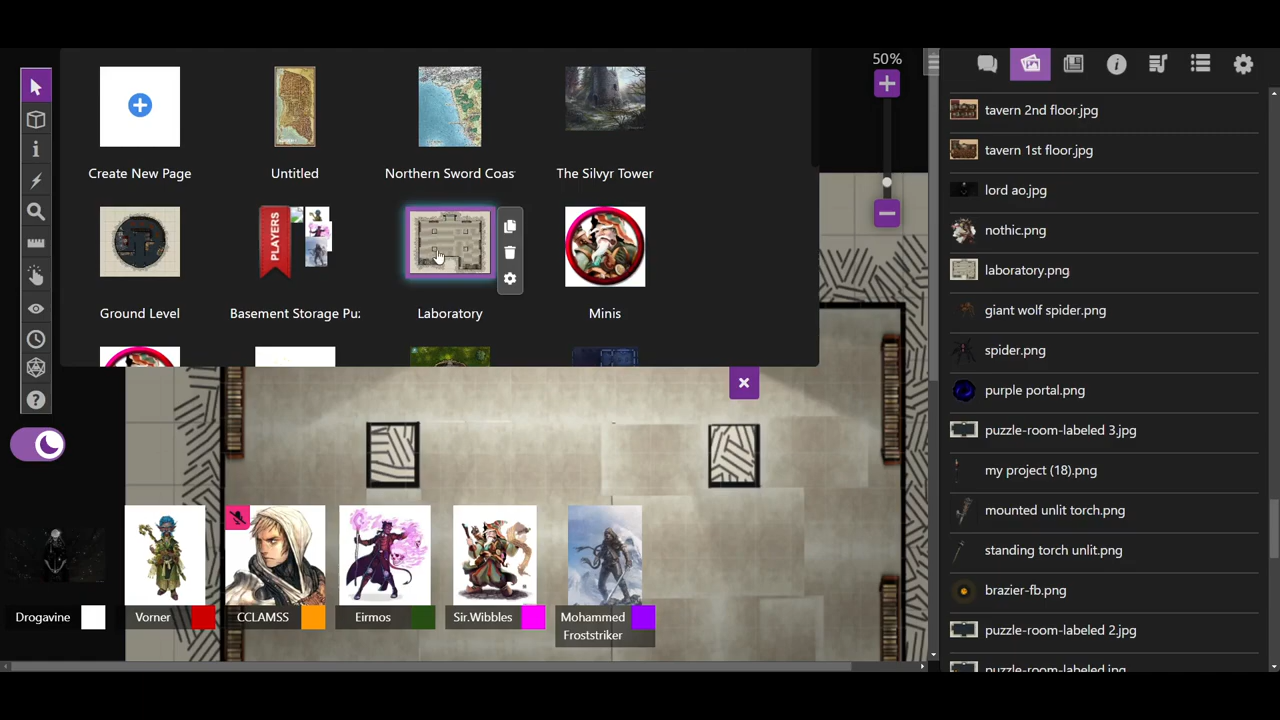 50%
Create New Page
Untitled
Northern Sword Coas
The Silvyr Tower
PLAYERS
Ground Level
Basement Storage Pu:
Laboratory
Minis
Drogavine
Vorner
CCLAMSS
Eirmos
Sir.Wibbles
Mohammed
Froststriker
tavern 2nd floor.jpg
tavern 1st floor.jpg
lord ao.jpg
nothic.png
laboratory.png
giant wolf spider.png
spider.png
purple portal.png
puzzle-room-labeled 3.jpg
my project (18).png
mounted unlit torch.png
standing torch unlit.png
brazier-fb.png
puzzle-room-labeled 2.jpg
puzzle-room-labeled.jpg